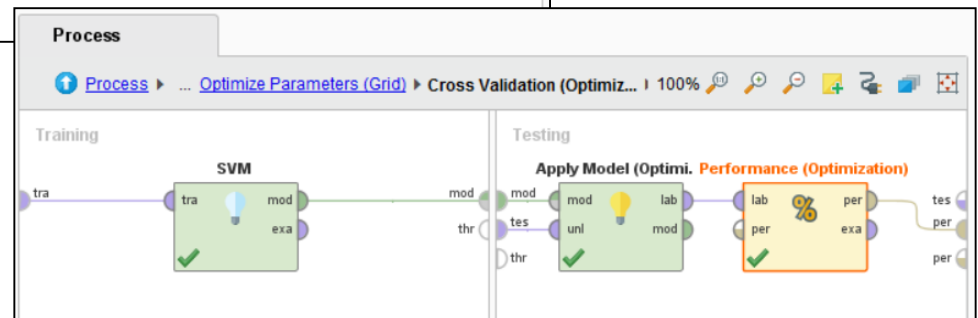 Process
Process ... Optimize Parameters (Grid) Cross Validation (Optimiz... 100%
Training
SVM
tra
tra mod
exa
mod
thr
Testing
Apply Model (Optimi. Performance (Optimization)
mod
tes
thr
mod lab
unl mod
lab per
per exa
tes
per
per